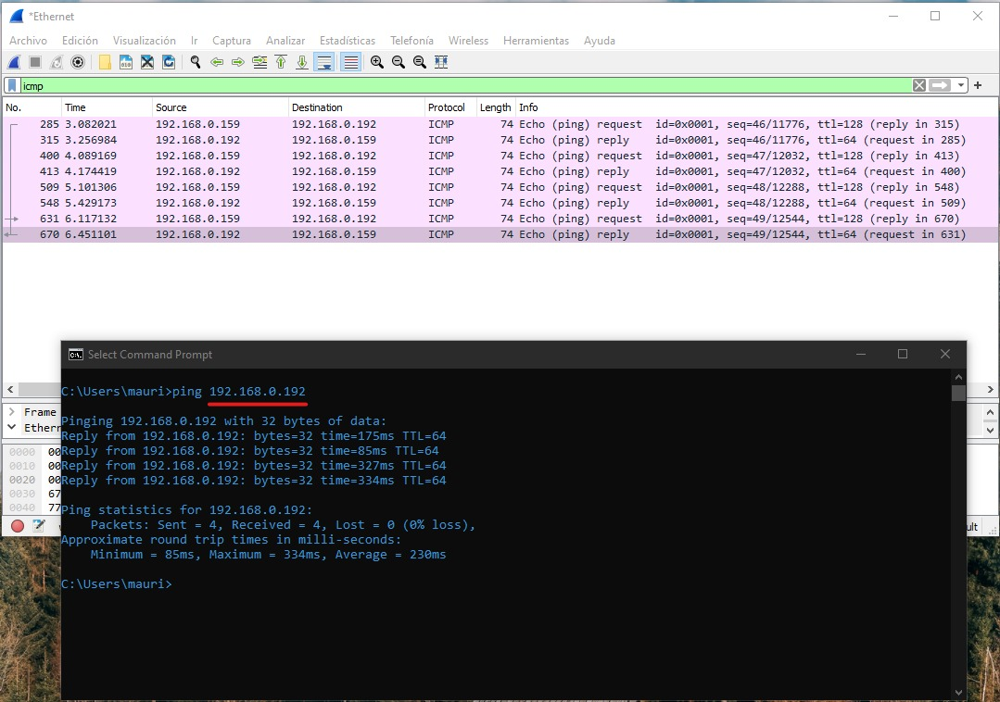 *Ethernet
Archivo Edición Visualización Ir Captura Analizar Estadísticas Telefonía Wireless Herramientas Ayuda
icmp
No. Time Source Destination Protocol Length Info
285 3.082021 192.168.0.159 192.168.0.192 ICMP 74 Echo (ping) request id=0x0001, seq=46/11776, ttl=128 (reply in 315)
315 3.256984 192.168.0.192 192.168.0.159 ICMP 74 Echo (ping) reply id=0x0001, seq=46/11776, ttl=64 (request in 285)
400 4.089169 192.168.0.159 192.168.0.192 ICMP 74 Echo (ping) request id=0x0001, seq=47/12032, ttl=128 (reply in 413)
413 4.174419 192.168.0.192 192.168.0.159 ICMP 74 Echo (ping) reply id=0x0001, seq=47/12032, ttl=64 (request in 400)
509 5.101306 192.168.0.159 192.168.0.192 ICMP 74 Echo (ping) request id=0x0001, seq=48/12288, ttl=128 (reply in 548)
548 5.429173 192.168.0.192 192.168.0.159 ICMP 74 Echo (ping) reply id=0x0001, seq=48/12288, ttl=64 (request in 509)
631 6.117132 192.168.0.159 192.168.0.192 ICMP 74 Echo (ping) request id=0x0001, seq=49/12544, ttl=128 (reply in 670)
670 6.451101 192.168.0.192 192.168.0.159 ICMP 74 Echo (ping) reply id=0x0001, seq=49/12544, ttl=64 (request in 631)
Frame
Ethern
0000 00
0010 00
0020 00
0030 67
0040 77
ult
Select Command Prompt
C:\Users\mauri>ping 192.168.0.192
Pinging 192.168.0.192 with 32 bytes of data:
Reply from 192.168.0.192: bytes=32 time=175ms TTL=64
Reply from 192.168.0.192: bytes=32 time=85ms TTL=64
Reply from 192.168.0.192: bytes=32 time=327ms TTL=64
Reply from 192.168.0.192: bytes=32 time=334ms TTL=64
Ping statistics for 192.168.0.192:
Packets: Sent = 4, Received = 4, Lost = 0 (0% loss),
Approximate round trip times in milli-seconds:
Minimum = 85ms, Maximum = 334ms, Average = 230ms
C:\Users\mauri>